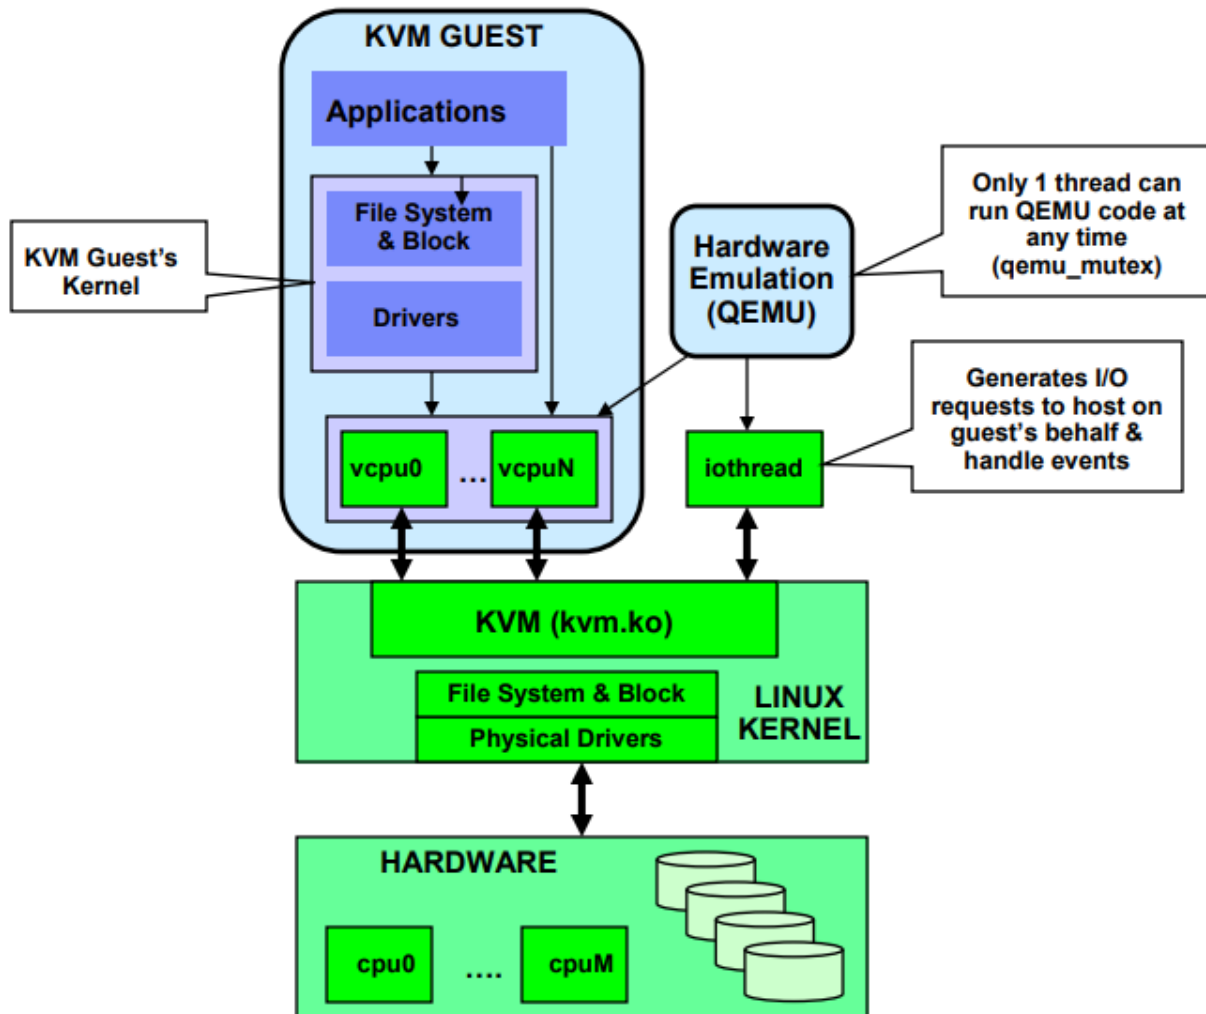 KVM GUEST
Applications
File System
& Block
Drivers
KVM Guest's
Kernel
vcpu0
...
vcpuN
Hardware
Emulation
(QEMU)
Only 1 thread can
run QEMU code at
any time
(qemu_mutex)
Generates I/O
requests to host on
guest's behalf &
handle events
iothread
KVM (kvm.ko)
File System & Block
Physical Drivers
LINUX
KERNEL
HARDWARE
cpu0
....
cpuM